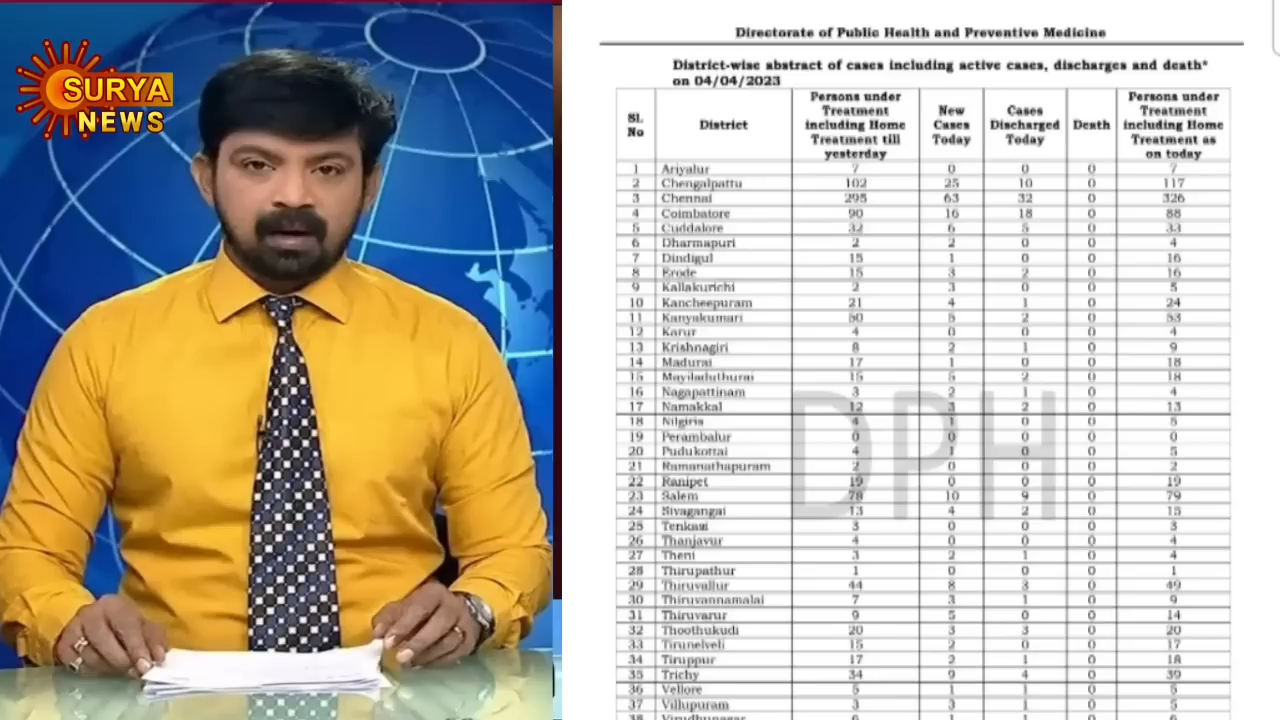 SURYA
NEWS
Directorate of Public Health and Preventive Medicine
District-wise abstract of cases including active cases, discharges and death*
on 04/04/2023
Sl. No District Persons under Treatment including Home Treatment till yesterday New Cases Today Cases Discharged Today Death Persons under Treatment including Home Treatment as on today
1 Ariyalur 7 0 0 0 7
2 Chengalpattu 102 25 10 0 117
3 Chennai 295 63 32 0 326
4 Coimbatore 90 16 18 0 88
5 Cuddalore 32 6 5 0 33
6 Dharmapuri 2 2 0 0 4
7 Dindigul 15 1 0 0 16
8 Erode 15 3 2 0 16
9 Kallakurichi 2 3 0 0 5
10 Kancheepuram 21 4 1 0 24
11 Kanyakumari 50 5 2 0 53
12 Karur 4 0 0 0 4
13 Krishnagiri 8 2 1 0 9
14 Madurai 17 1 0 0 18
15 Mayiladuthurai 15 5 2 0 18
16 Nagapattinam 3 2 1 0 4
17 Namakkal 12 3 2 0 13
18 Nilgiris 4 1 0 0 5
19 Perambalur 0 0 0 0 0
20 Pudukottai 4 1 0 0 5
21 Ramanathapuram 2 0 0 0 2
22 Ranipet 19 0 0 0 19
23 Salem 78 10 9 0 79
24 Sivagangai 13 4 2 0 15
25 Tenkasi 3 0 0 0 3
26 Thanjavur 4 0 0 0 4
27 Theni 3 2 1 0 4
28 Thirupathur 1 0 0 0 1
29 Thiruvallur 44 8 3 0 49
30 Thiruvannamalai 7 3 1 0 9
31 Thiruvarur 9 5 0 0 14
32 Thoothukudi 20 3 3 0 20
33 Tirunelveli 15 2 0 0 17
34 Tiruppur 17 2 1 0 18
35 Trichy 34 9 4 0 39
36 Vellore 5 1 1 0 5
37 Villupuram 3 3 1 0 5
38 Virudhunagar 6 1 1 0 6
DPH